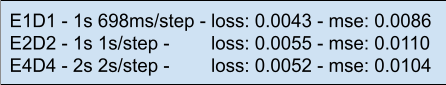 E1D1 - 1s 698ms/step - loss: 0.0043 - mse: 0.0086
E2D2 - 1s 1s/step - loss: 0.0055 - mse: 0.0110
E4D4 - 2s 2s/step - loss: 0.0052 - mse: 0.0104